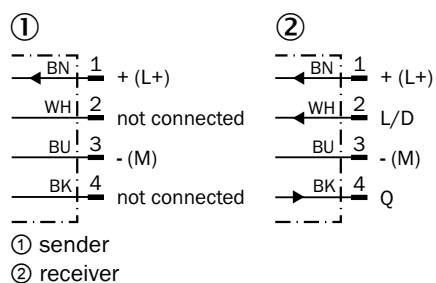 ① ②
BN 1 + (L+)
WH 2 not connected
BU 3 - (M)
BK 4 not connected
BN 1 + (L+)
WH 2 L/D
BU 3 - (M)
BK 4 Q
① sender
② receiver